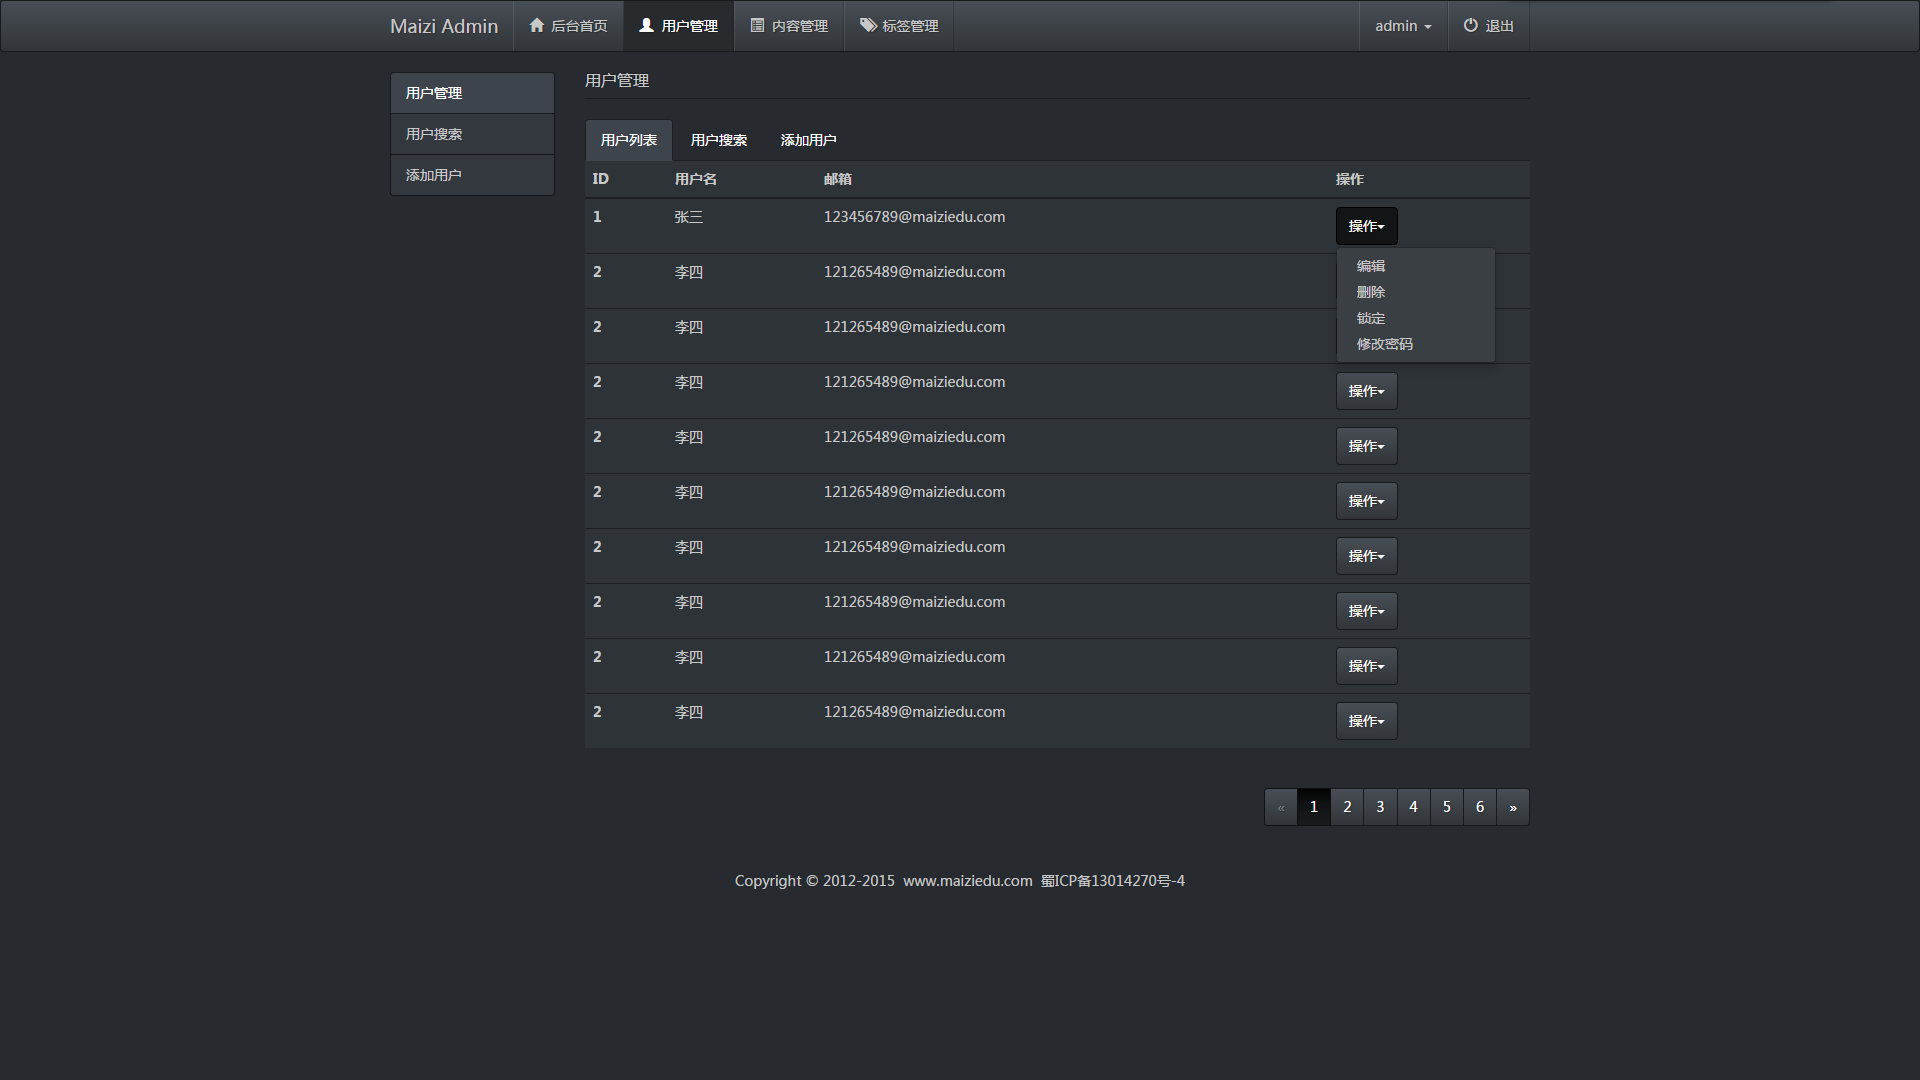 Maizi Admin 后台首页 用户管理 内容管理 标签管理 admin 退出
用户管理
用户搜索
添加用户
用户管理
用户列表 用户搜索 添加用户
ID 用户名 邮箱 操作
1 张三 123456789@maiziedu.com 操作
编辑
删除
锁定
修改密码
2 李四 121265489@maiziedu.com
2 李四 121265489@maiziedu.com
2 李四 121265489@maiziedu.com 操作
2 李四 121265489@maiziedu.com 操作
2 李四 121265489@maiziedu.com 操作
2 李四 121265489@maiziedu.com 操作
2 李四 121265489@maiziedu.com 操作
2 李四 121265489@maiziedu.com 操作
2 李四 121265489@maiziedu.com 操作
« 1 2 3 4 5 6 »
Copyright © 2012-2015 www.maiziedu.com 蜀ICP备13014270号-4